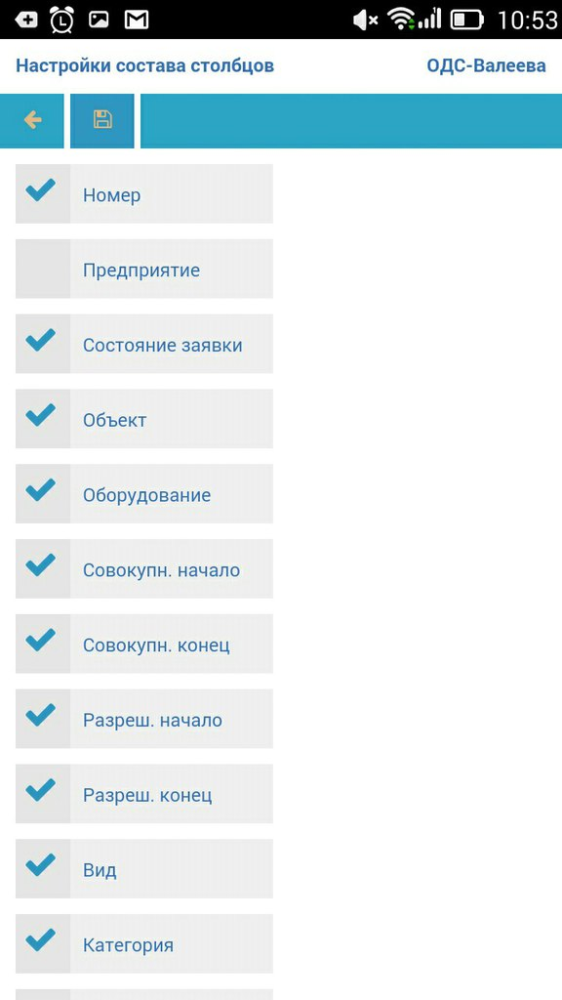 10:53
Настройки состава столбцов ОДС-Валеева
Номер
Предприятие
Состояние заявки
Объект
Оборудование
Совокупн. начало
Совокупн. конец
Разреш. начало
Разреш. конец
Вид
Категория